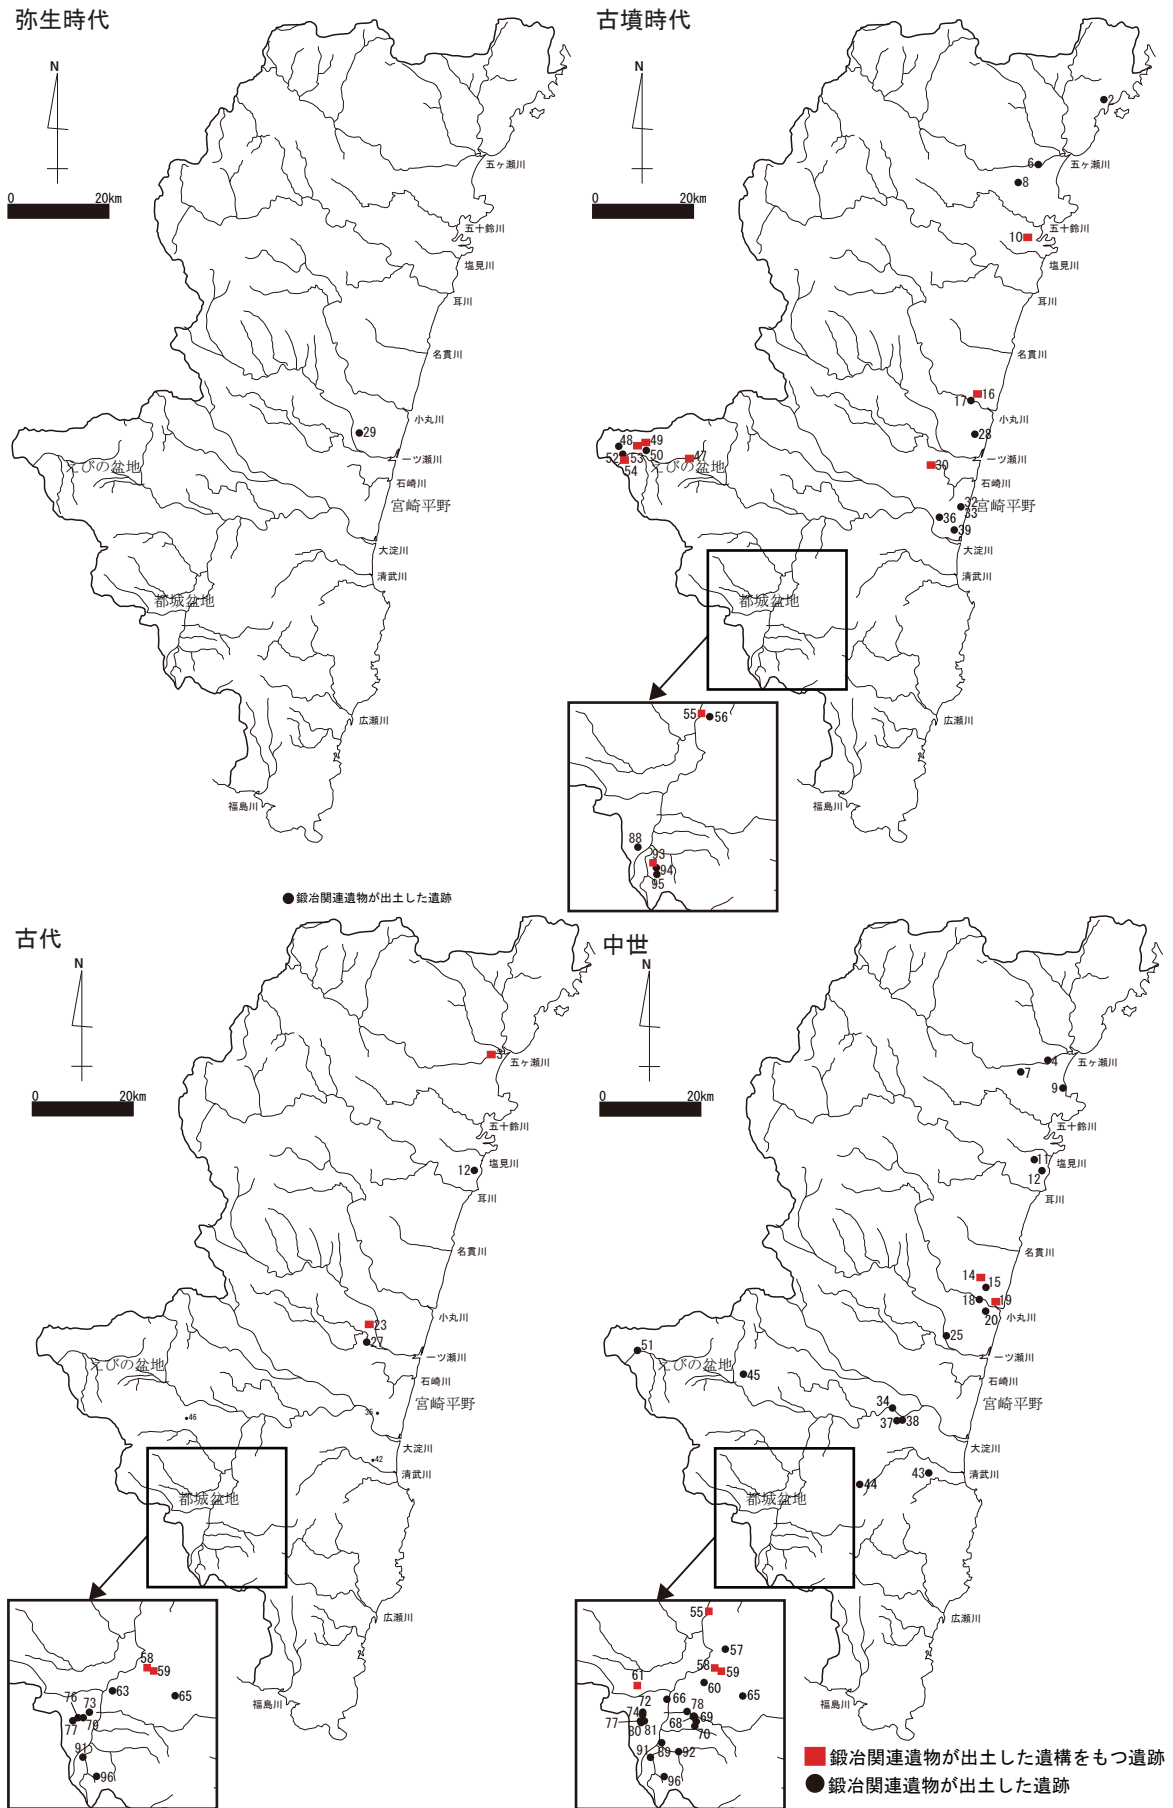 弥生時代
N
0 20km
五ヶ瀬川
五十鈴川
塩見川
耳川
名貫川
小丸川
29
一ツ瀬川
えびの盆地
石崎川
宮崎平野
大淀川
清武川
都城盆地
広瀬川
福島川
●鍛冶関連遺物が出土した遺跡
古墳時代
N
0 20km
2
6
五ヶ瀬川
8
五十鈴川
10
塩見川
耳川
名貫川
16
17
小丸川
28
48 49
52 53 50 47
54
えびの盆地
一ツ瀬川
30
石崎川
32
33
宮崎平野
36
39
大淀川
清武川
都城盆地
広瀬川
福島川
55 56
88
93
94
95
古代
N
0 20km
3
五ヶ瀬川
五十鈴川
12
塩見川
耳川
名貫川
小丸川
23
27
一ツ瀬川
えびの盆地
石崎川
宮崎平野
46
35
大淀川
42
清武川
都城盆地
広瀬川
福島川
58
59
63
65
76 73
77 79
91
96
中世
N
0 20km
4
五ヶ瀬川
7
9
五十鈴川
11
塩見川
12
耳川
名貫川
14
15
18 19
20
小丸川
25
51
一ツ瀬川
えびの盆地
45
石崎川
宮崎平野
34
37 38
大淀川
43
清武川
44
都城盆地
広瀬川
福島川
55
57
58
59
61
60
65
66
72
74
78
77
80 81
68 69
70
91 89 92
96
■鍛冶関連遺物が出土した遺構をもつ遺跡
●鍛冶関連遺物が出土した遺跡